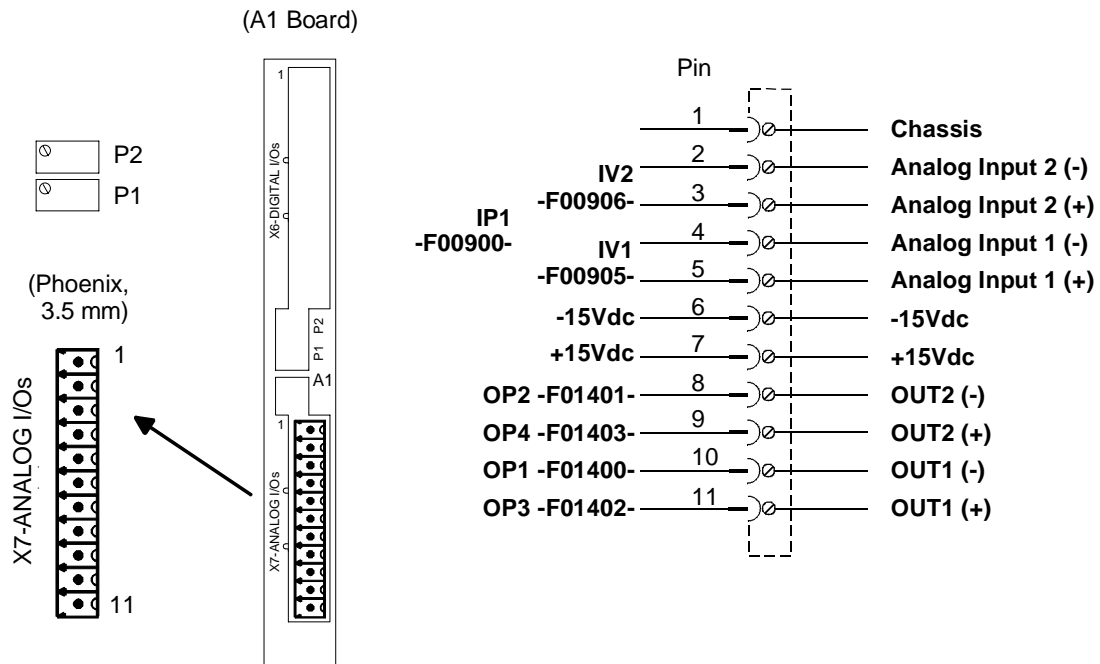 (A1 Board)
P2
P1
(Phoenix,
3.5 mm)
1
11
X7-ANALOG I/Os
1
X6-DIGITAL I/Os
P1 P2
A1
1
X7-ANALOG I/Os
Pin
1 Chassis
2 Analog Input 2 (-)
IV2
-F00906- 3 Analog Input 2 (+)
IP1
-F00900-
4 Analog Input 1 (-)
IV1
-F00905- 5 Analog Input 1 (+)
-15Vdc 6 -15Vdc
+15Vdc 7 +15Vdc
OP2 -F01401- 8 OUT2 (-)
OP4 -F01403- 9 OUT2 (+)
OP1 -F01400- 10 OUT1 (-)
OP3 -F01402- 11 OUT1 (+)